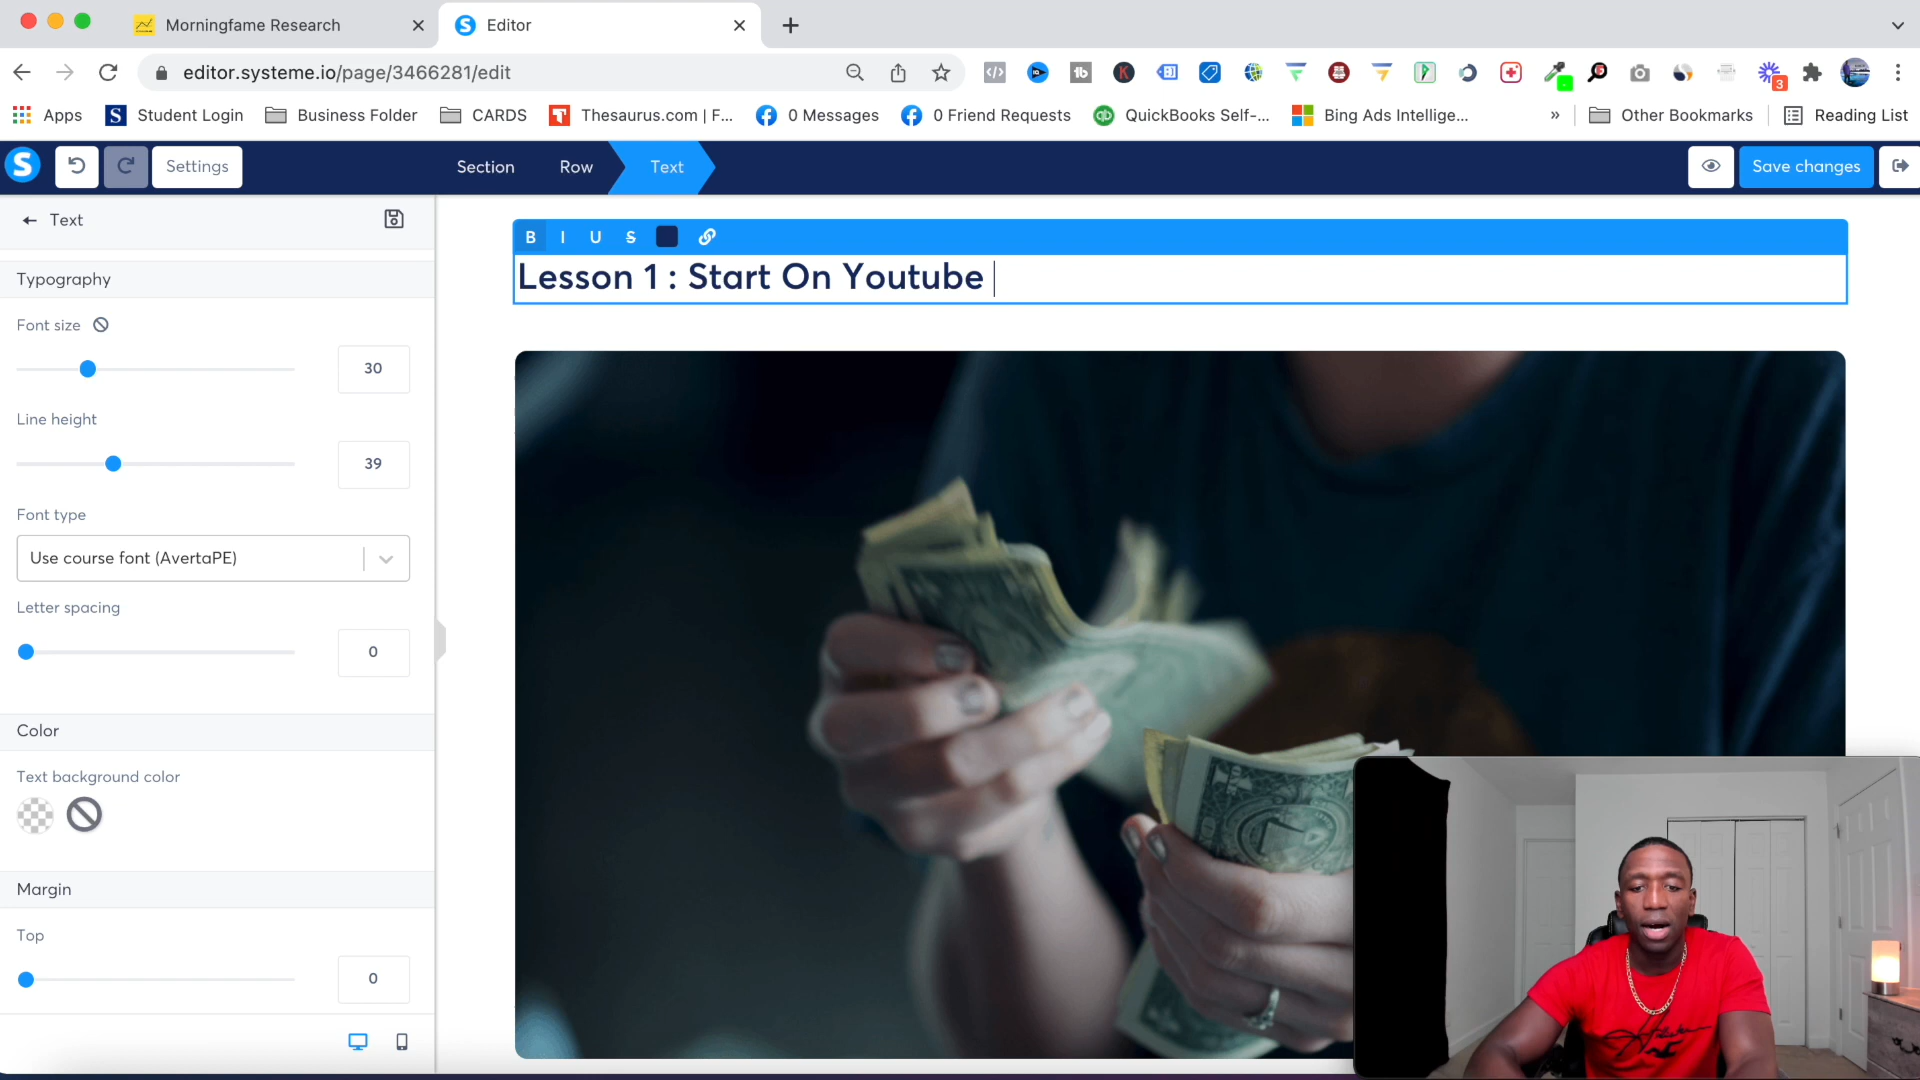 Morningfame Research
Editor
editor.systeme.io/page/3466281/edit
3
Apps
Student Login
Business Folder
CARDS
Thesaurus.com | F...
0 Messages
0 Friend Requests
QuickBooks Self-...
Bing Ads Intellige...
»
Other Bookmarks
Reading List
Settings
Section
Row
Text
Save changes
Text
B I U S
Lesson 1 : Start On Youtube
Typography
Font size
30
Line height
39
Font type
Use course font (AvertaPE)
Letter spacing
0
Color
Text background color
Margin
Top
0